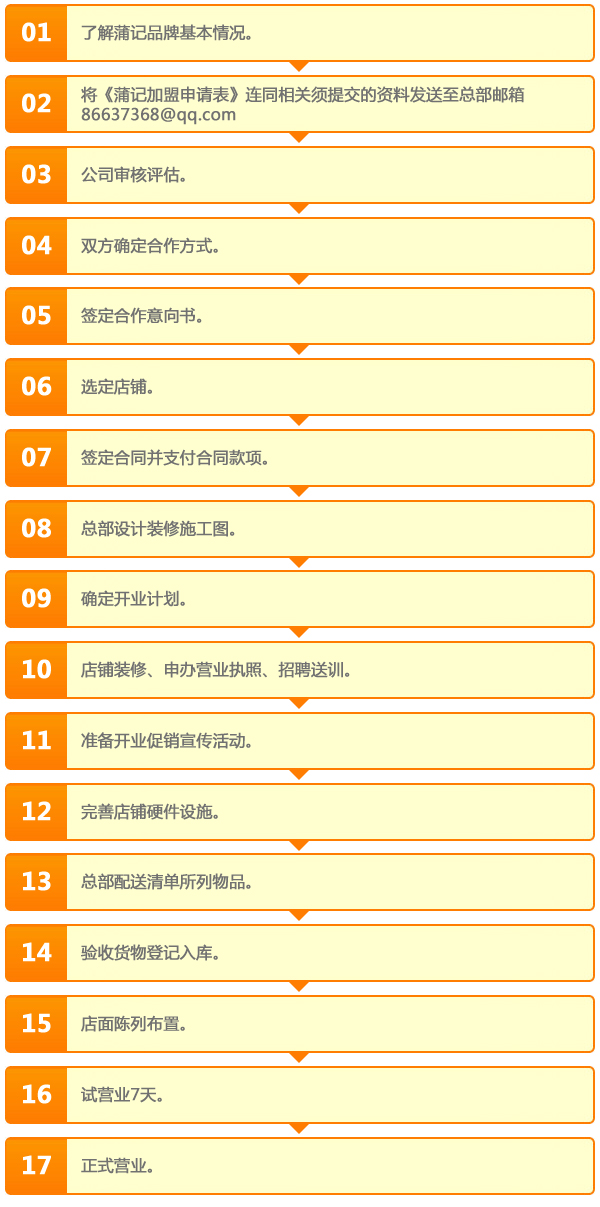 01
了解蒲记品牌基本情况。
02
将《蒲记加盟申请表》连同相关须提交的资料发送至总部邮箱
86637368@qq.com
03
公司审核评估。
04
双方确定合作方式。
05
签定合作意向书。
06
选定店铺。
07
签定合同并支付合同款项。
08
总部设计装修施工图。
09
确定开业计划。
10
店铺装修、申办营业执照、招聘送训。
11
准备开业促销宣传活动。
12
完善店铺硬件设施。
13
总部配送清单所列物品。
14
验收货物登记入库。
15
店面陈列布置。
16
试营业7天。
17
正式营业。